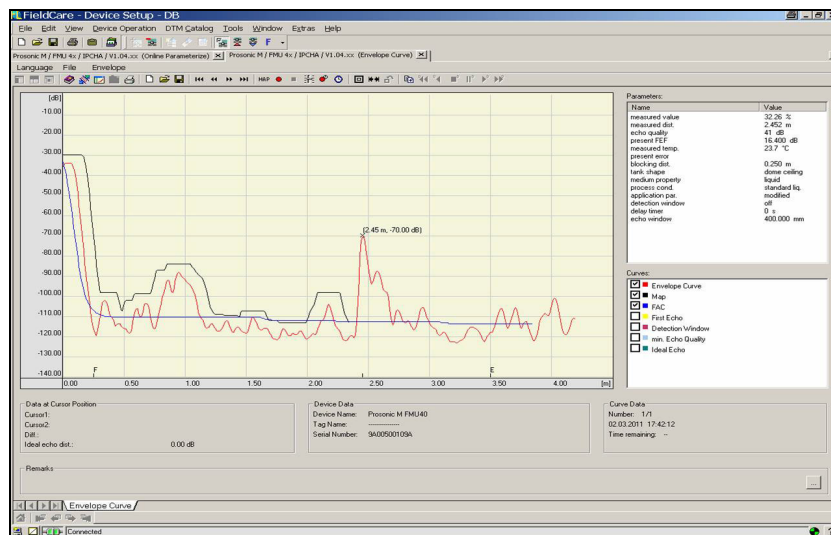 FieldCare - Device Setup - DB
File Edit View Device Operation DTM Catalog Tools Window Extras Help
Prosonic M / FMU 4x / IPCHA / V1.04.xx (Online Parameterize) Prosonic M / FMU 4x / IPCHA / V1.04.xx (Envelope Curve)
Language File Envelope
MAP
[dB]
-10.00
-20.00
-30.00
-40.00
-50.00
-60.00
-70.00
-80.00
-90.00
-100.00
-110.00
-120.00
-130.00
-140.00
(2.45 m, -70.00 dB)
F E
0.00 0.50 1.00 1.50 2.00 2.50 3.00 3.50 4.00 [m]
Parameters:
Name Value
measured value 32.26 %
measured dist. 2.452 m
echo quality 41 dB
present FEF 16.400 dB
measured temp. 23.7 °C
present error
blocking dist. 0.250 m
tank shape dome ceiling
medium property liquid
process cond. standard liq.
application par. modified
detection window off
delay timer 0 s
echo window 400.000 mm
Curves:
Envelope Curve
Map
FAC
First Echo
Detection Window
min. Echo Quality
Ideal Echo
Data at Cursor Position
Cursor1:
Cursor2:
Diff.:
Ideal echo dist.: 0.00 dB
Device Data
Device Name: Prosonic M FMU40
Tag Name: --------------
Serial Number: 9A00500109A
Curve Data
Number: 1/1
02.03.2011 17:42:12
Time remaining: --
Remarks
...
Envelope Curve
Connected